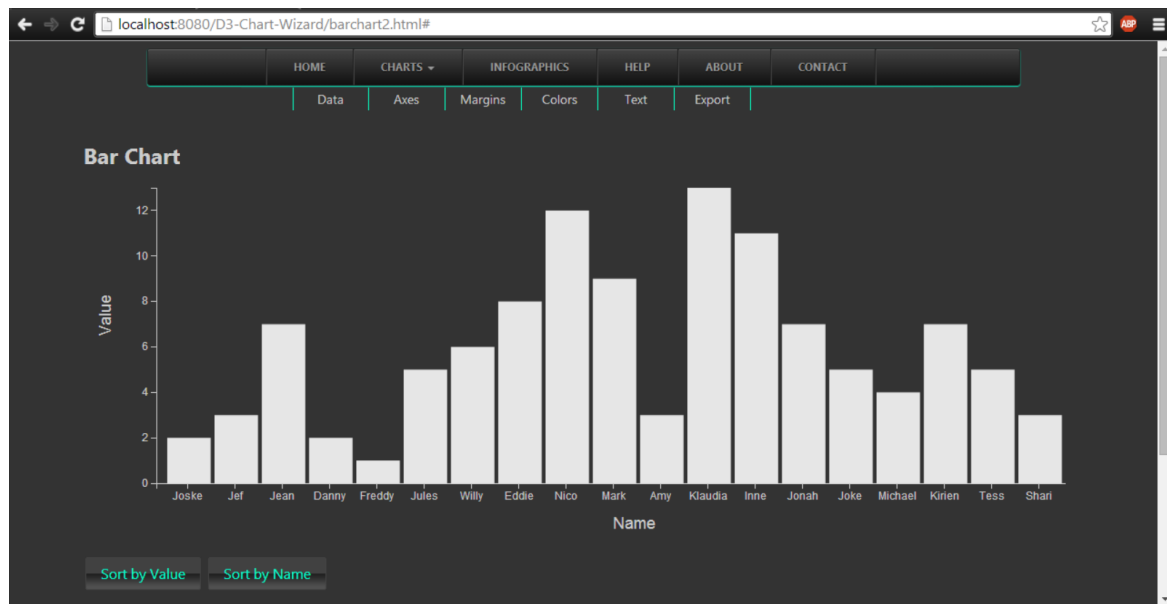 localhost:8080/D3-Chart-Wizard/barchart2.html#
ABP
HOME CHARTS INFOGRAPHICS HELP ABOUT CONTACT
Data Axes Margins Colors Text Export
Bar Chart
12
10
8
6
4
2
0
Value
Joske Jef Jean Danny Freddy Jules Willy Eddie Nico Mark Amy Klaudia Inne Jonah Joke Michael Kirien Tess Shari
Name
Sort by Value Sort by Name